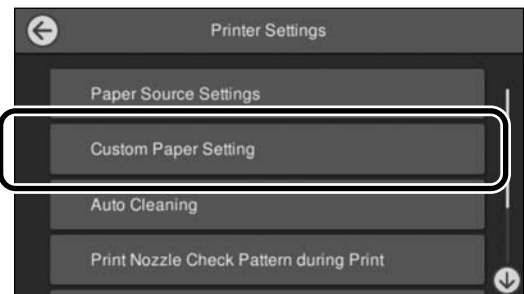 Printer Settings
Paper Source Settings
Custom Paper Setting
Auto Cleaning
Print Nozzle Check Pattern during Print